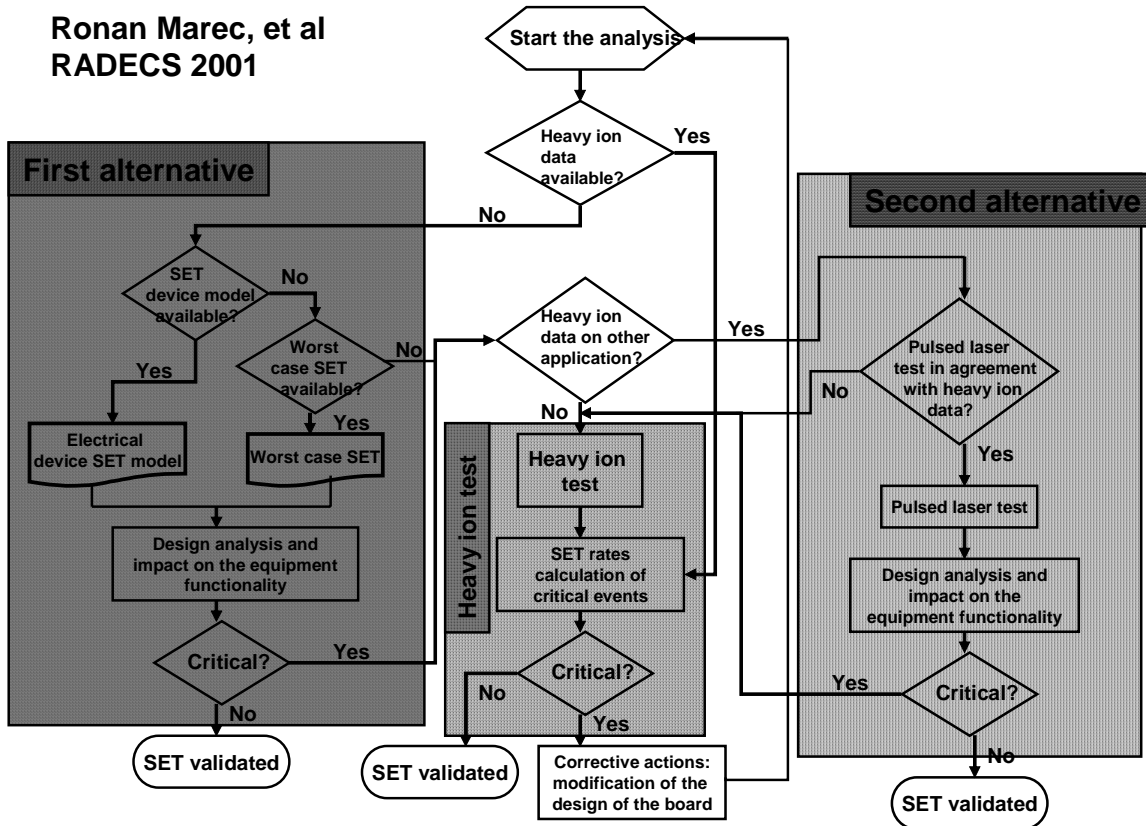 Ronan Marec, et al
RADECS 2001
Start the analysis
Heavy ion
data
available?
Yes
No
First alternative
SET
device model
available?
No
Yes
Worst
case SET
available?
No
Yes
Electrical
device SET model
Worst case SET
Design analysis and
impact on the equipment
functionality
Critical?
Yes
No
SET validated
Heavy ion
data on other
application?
Yes
No
Heavy ion test
Heavy ion
test
SET rates
calculation of
critical events
Critical?
No
Yes
SET validated
Corrective actions:
modification of the
design of the board
Second alternative
Pulsed laser
test in agreement
with heavy ion
data?
No
Yes
Pulsed laser test
Design analysis and
impact on the
equipment functionality
Critical?
Yes
No
SET validated